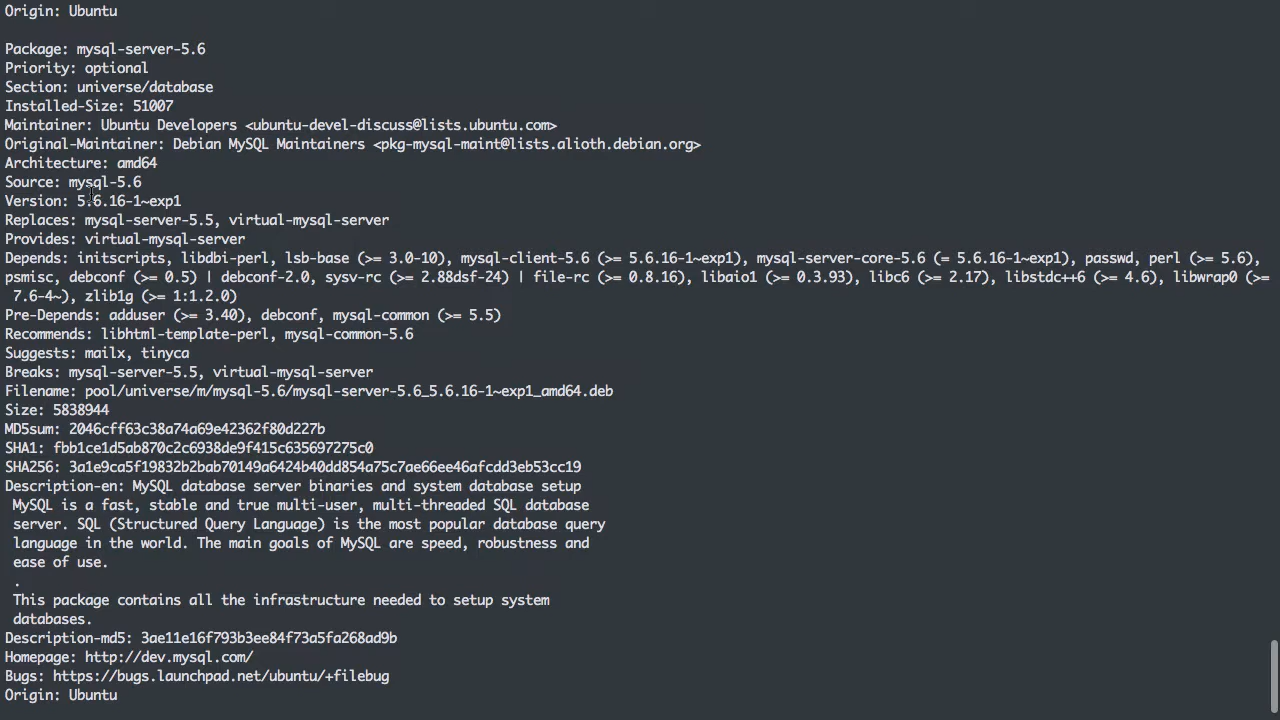 Origin: Ubuntu
Package: mysql-server-5.6
Priority: optional
Section: universe/database
Installed-Size: 51007
Maintainer: Ubuntu Developers <ubuntu-devel-discuss@lists.ubuntu.com>
Original-Maintainer: Debian MySQL Maintainers <pkg-mysql-maint@lists.alioth.debian.org>
Architecture: amd64
Source: mysql-5.6
Version: 5.6.16-1~exp1
Replaces: mysql-server-5.5, virtual-mysql-server
Provides: virtual-mysql-server
Depends: initscripts, libdbi-perl, lsb-base (>= 3.0-10), mysql-client-5.6 (>= 5.6.16-1~exp1), mysql-server-core-5.6 (= 5.6.16-1~exp1), passwd, perl (>= 5.6),
psmisc, debconf (>= 0.5) | debconf-2.0, sysv-rc (>= 2.88dsf-24) | file-rc (>= 0.8.16), libaio1 (>= 0.3.93), libc6 (>= 2.17), libstdc++6 (>= 4.6), libwrap0 (>=
7.6-4~), zlib1g (>= 1:1.2.0)
Pre-Depends: adduser (>= 3.40), debconf, mysql-common (>= 5.5)
Recommends: libhtml-template-perl, mysql-common-5.6
Suggests: mailx, tinyca
Breaks: mysql-server-5.5, virtual-mysql-server
Filename: pool/universe/m/mysql-5.6/mysql-server-5.6_5.6.16-1~exp1_amd64.deb
Size: 5838944
MD5sum: 2046cff63c38a74a69e42362f80d227b
SHA1: fbb1ce1d5ab870c2c6938de9f415c635697275c0
SHA256: 3a1e9ca5f19832b2bab70149a6424b40dd854a75c7ae66ee46afcdd3eb53cc19
Description-en: MySQL database server binaries and system database setup
MySQL is a fast, stable and true multi-user, multi-threaded SQL database
server. SQL (Structured Query Language) is the most popular database query
language in the world. The main goals of MySQL are speed, robustness and
ease of use.
.
This package contains all the infrastructure needed to setup system
databases.
Description-md5: 3ae11e16f793b3ee84f73a5fa268ad9b
Homepage: http://dev.mysql.com/
Bugs: https://bugs.launchpad.net/ubuntu/+filebug
Origin: Ubuntu